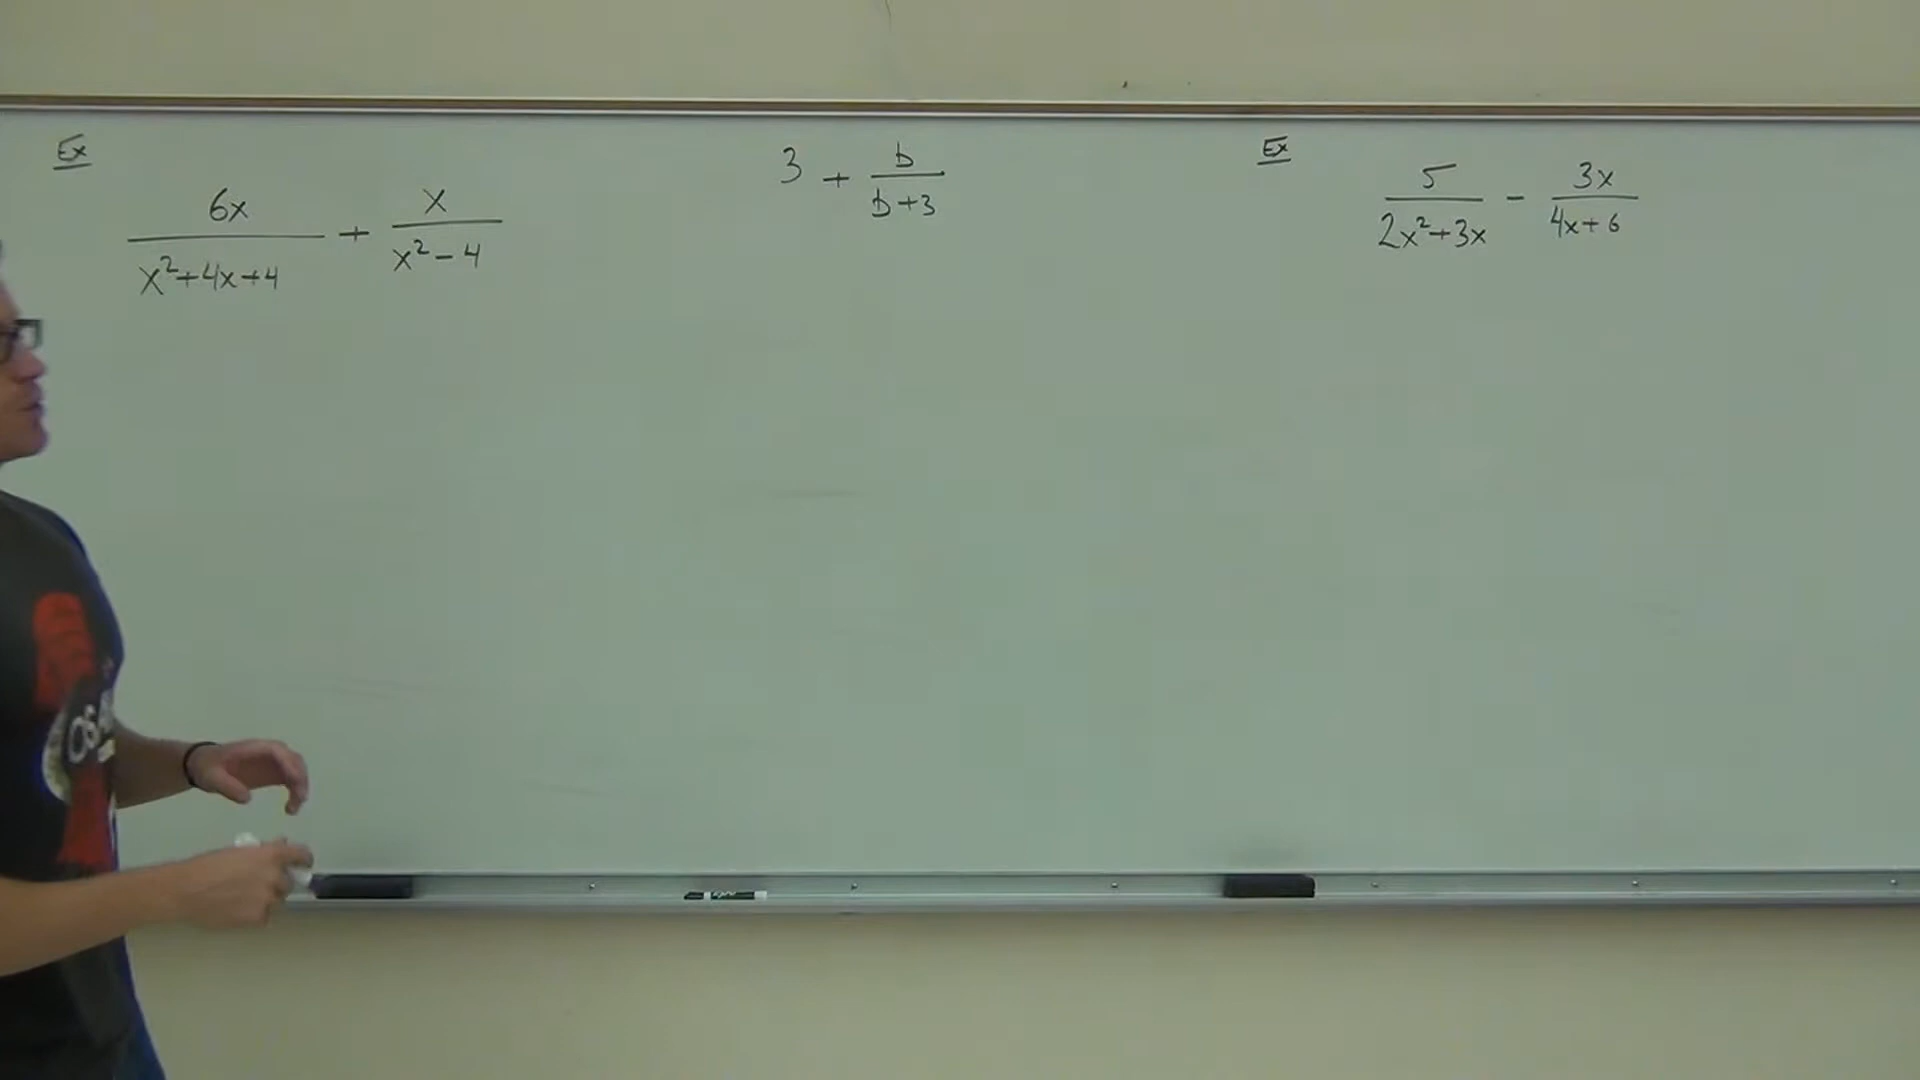 Ex
6x/(x²+4x+4) + x/(x²-4)
3 + b/(b+3)
Ex
5/(2x²+3x) - 3x/(4x+6)